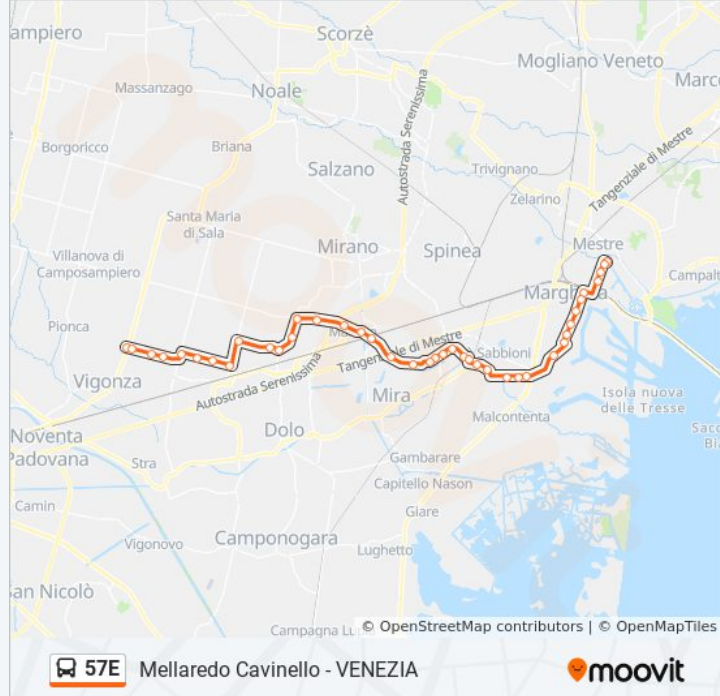 ampiero
Scorzè
Mogliano Veneto
Massanzago
Noale
Marco
Autostrada Serenissima
Tangenziale di Mestre
Borgoricco
Briana
Salzano
Trivignano
Zelarino
Santa Maria
di Sala
Mirano
Spinea
Mestre
Villanova di
Camposampiero
Campalt
Pionca
Tangenziale di Mestre
Sabbioni
Vigonza
Autostrada Serenissima
Mira
Isola nuova
delle Tresse
Dolo
Malcontenta
Noventa
Padovana
Stra
Gambarare
Capitello Nason
Camin
Giare
Vigonovo
Camponogara
Lughetto
San Nicolò
Campagna Lu
© OpenStreetMap contributors | © OpenMapTiles
57E Mellaredo Cavinello - VENEZIA
moovit